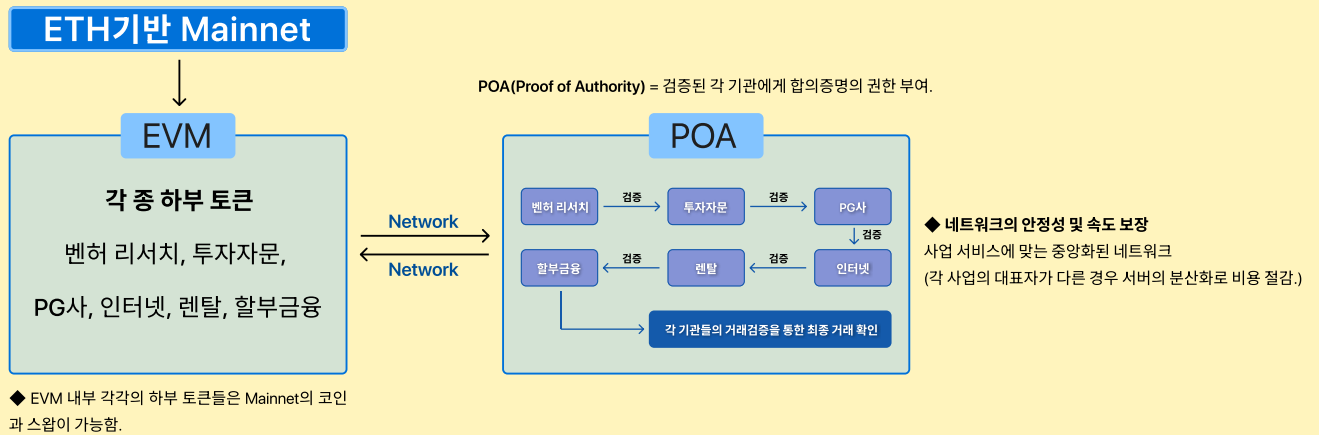 ETH기반 Mainnet
POA(Proof of Authority) = 검증된 각 기관에게 합의증명의 권한 부여.
EVM
각 종 하부 토큰
벤허 리서치, 투자자문,
PG사, 인터넷, 렌탈, 할부금융
◆ EVM 내부 각각의 하부 토큰들은 Mainnet의 코인
과 스왑이 가능함.
Network
Network
POA
벤허 리서치
검증
투자자문
검증
PG사
검증
인터넷
검증
렌탈
검증
할부금융
각 기관들의 거래검증을 통한 최종 거래 확인
◆ 네트워크의 안정성 및 속도 보장
사업 서비스에 맞는 중앙화된 네트워크
(각 사업의 대표자가 다른 경우 서버의 분산화로 비용 절감.)